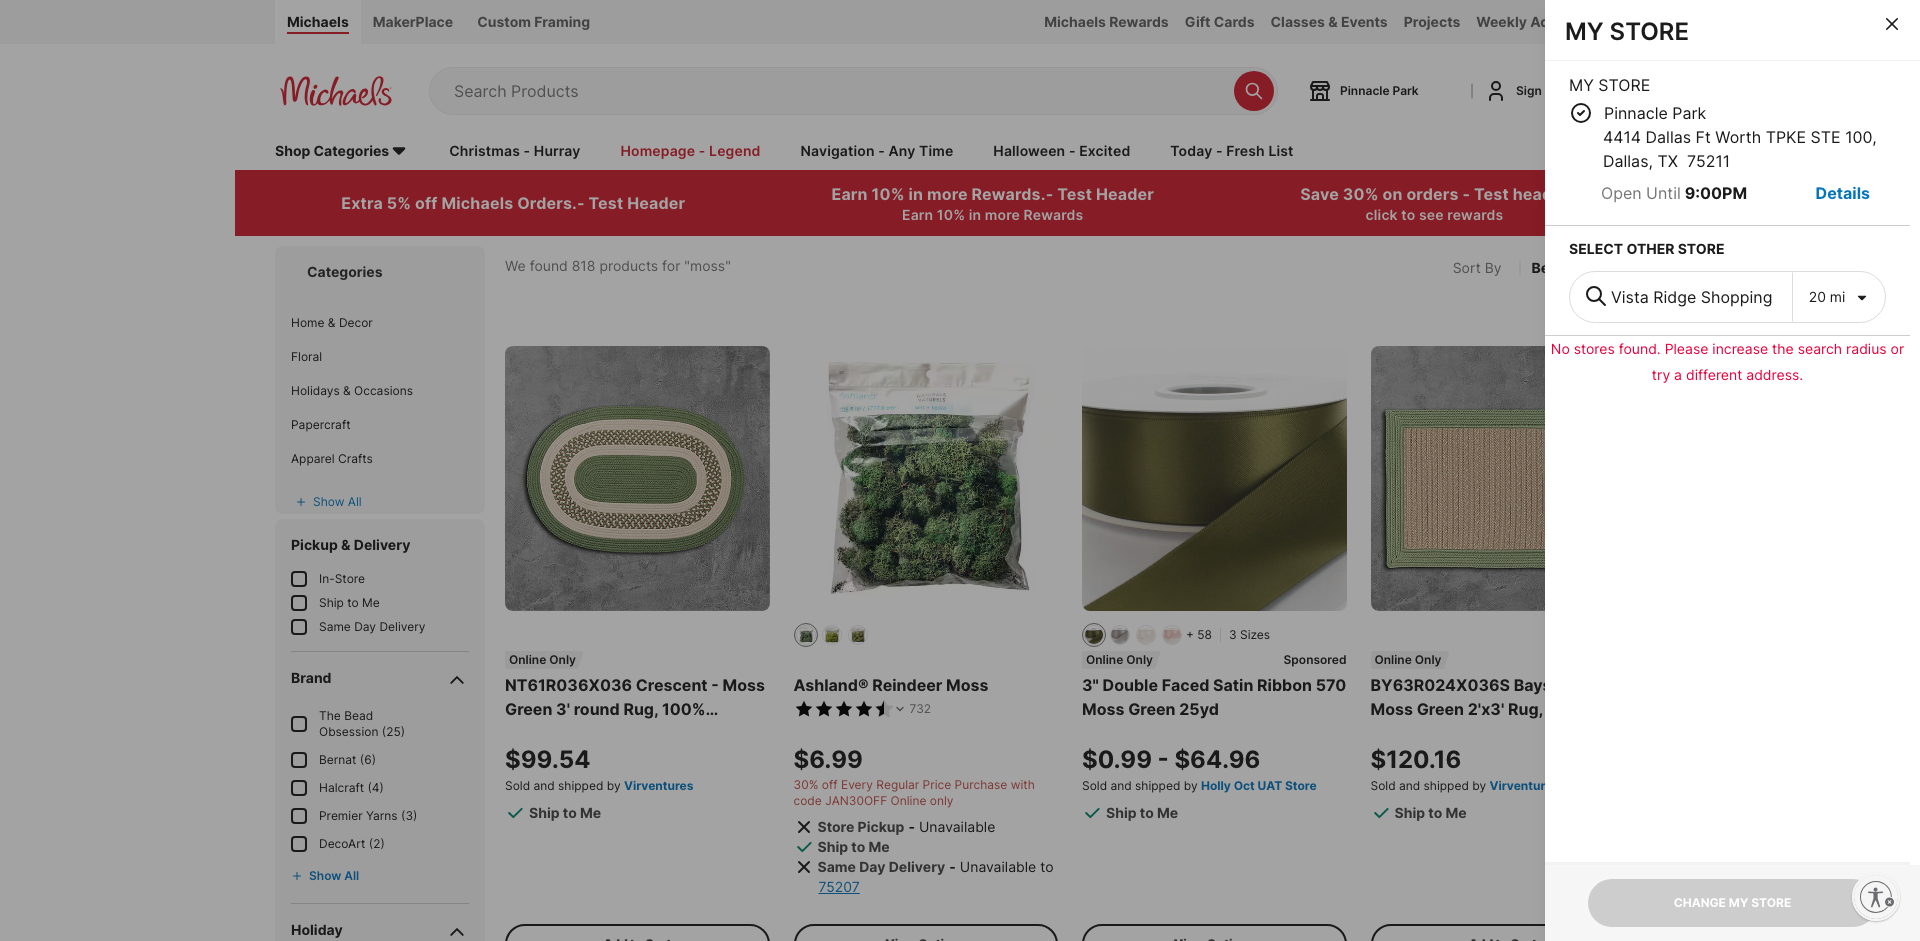 Michaels
MakerPlace
Custom Framing
Michaels Rewards
Gift Cards
Classes & Events
Projects
Weekly
Michaels
Search Products
Pinnacle Park
Sign
Shop Categories
Christmas - Hurray
Homepage - Legend
Navigation - Any Time
Halloween - Excited
Today - Fresh List
Extra 5% off Michaels Orders.- Test Header
Earn 10% in more Rewards.- Test Header
Earn 10% in more Rewards
Save 30% on orders - Test
click to see rewards
Categories
Home & Decor
Floral
Holidays & Occasions
Papercraft
Apparel Crafts
+ Show All
Pickup & Delivery
In-Store
Ship to Me
Same Day Delivery
Brand
The Bead
Obsession (25)
Bernat (6)
Halcraft (4)
Premier Yarns (3)
DecoArt (2)
+ Show All
Holiday
We found 818 products for "moss"
Sort By
Online Only
NT61R036X036 Crescent - Moss
Green 3' round Rug, 100%...
$99.54
Sold and shipped by Virventures
Ship to Me
Ashland® Reindeer Moss
732
$6.99
30% off Every Regular Price Purchase with
code JAN30OFF Online only
Store Pickup - Unavailable
Ship to Me
Same Day Delivery - Unavailable to
75207
+ 58
3 Sizes
Online Only
Sponsored
3" Double Faced Satin Ribbon 570
Moss Green 25yd
$0.99 - $64.96
Sold and shipped by Holly Oct UAT Store
Ship to Me
Online Only
BY63R024X036S
Moss Green 2'x3' Rug,
$120.16
Sold and shipped by
Ship to Me
MY STORE
MY STORE
Pinnacle Park
4414 Dallas Ft Worth TPKE STE 100,
Dallas, TX 75211
Open Until 9:00PM
Details
SELECT OTHER STORE
Vista Ridge Shopping
20 mi
No stores found. Please increase the search radius or
try a different address.
CHANGE MY STORE